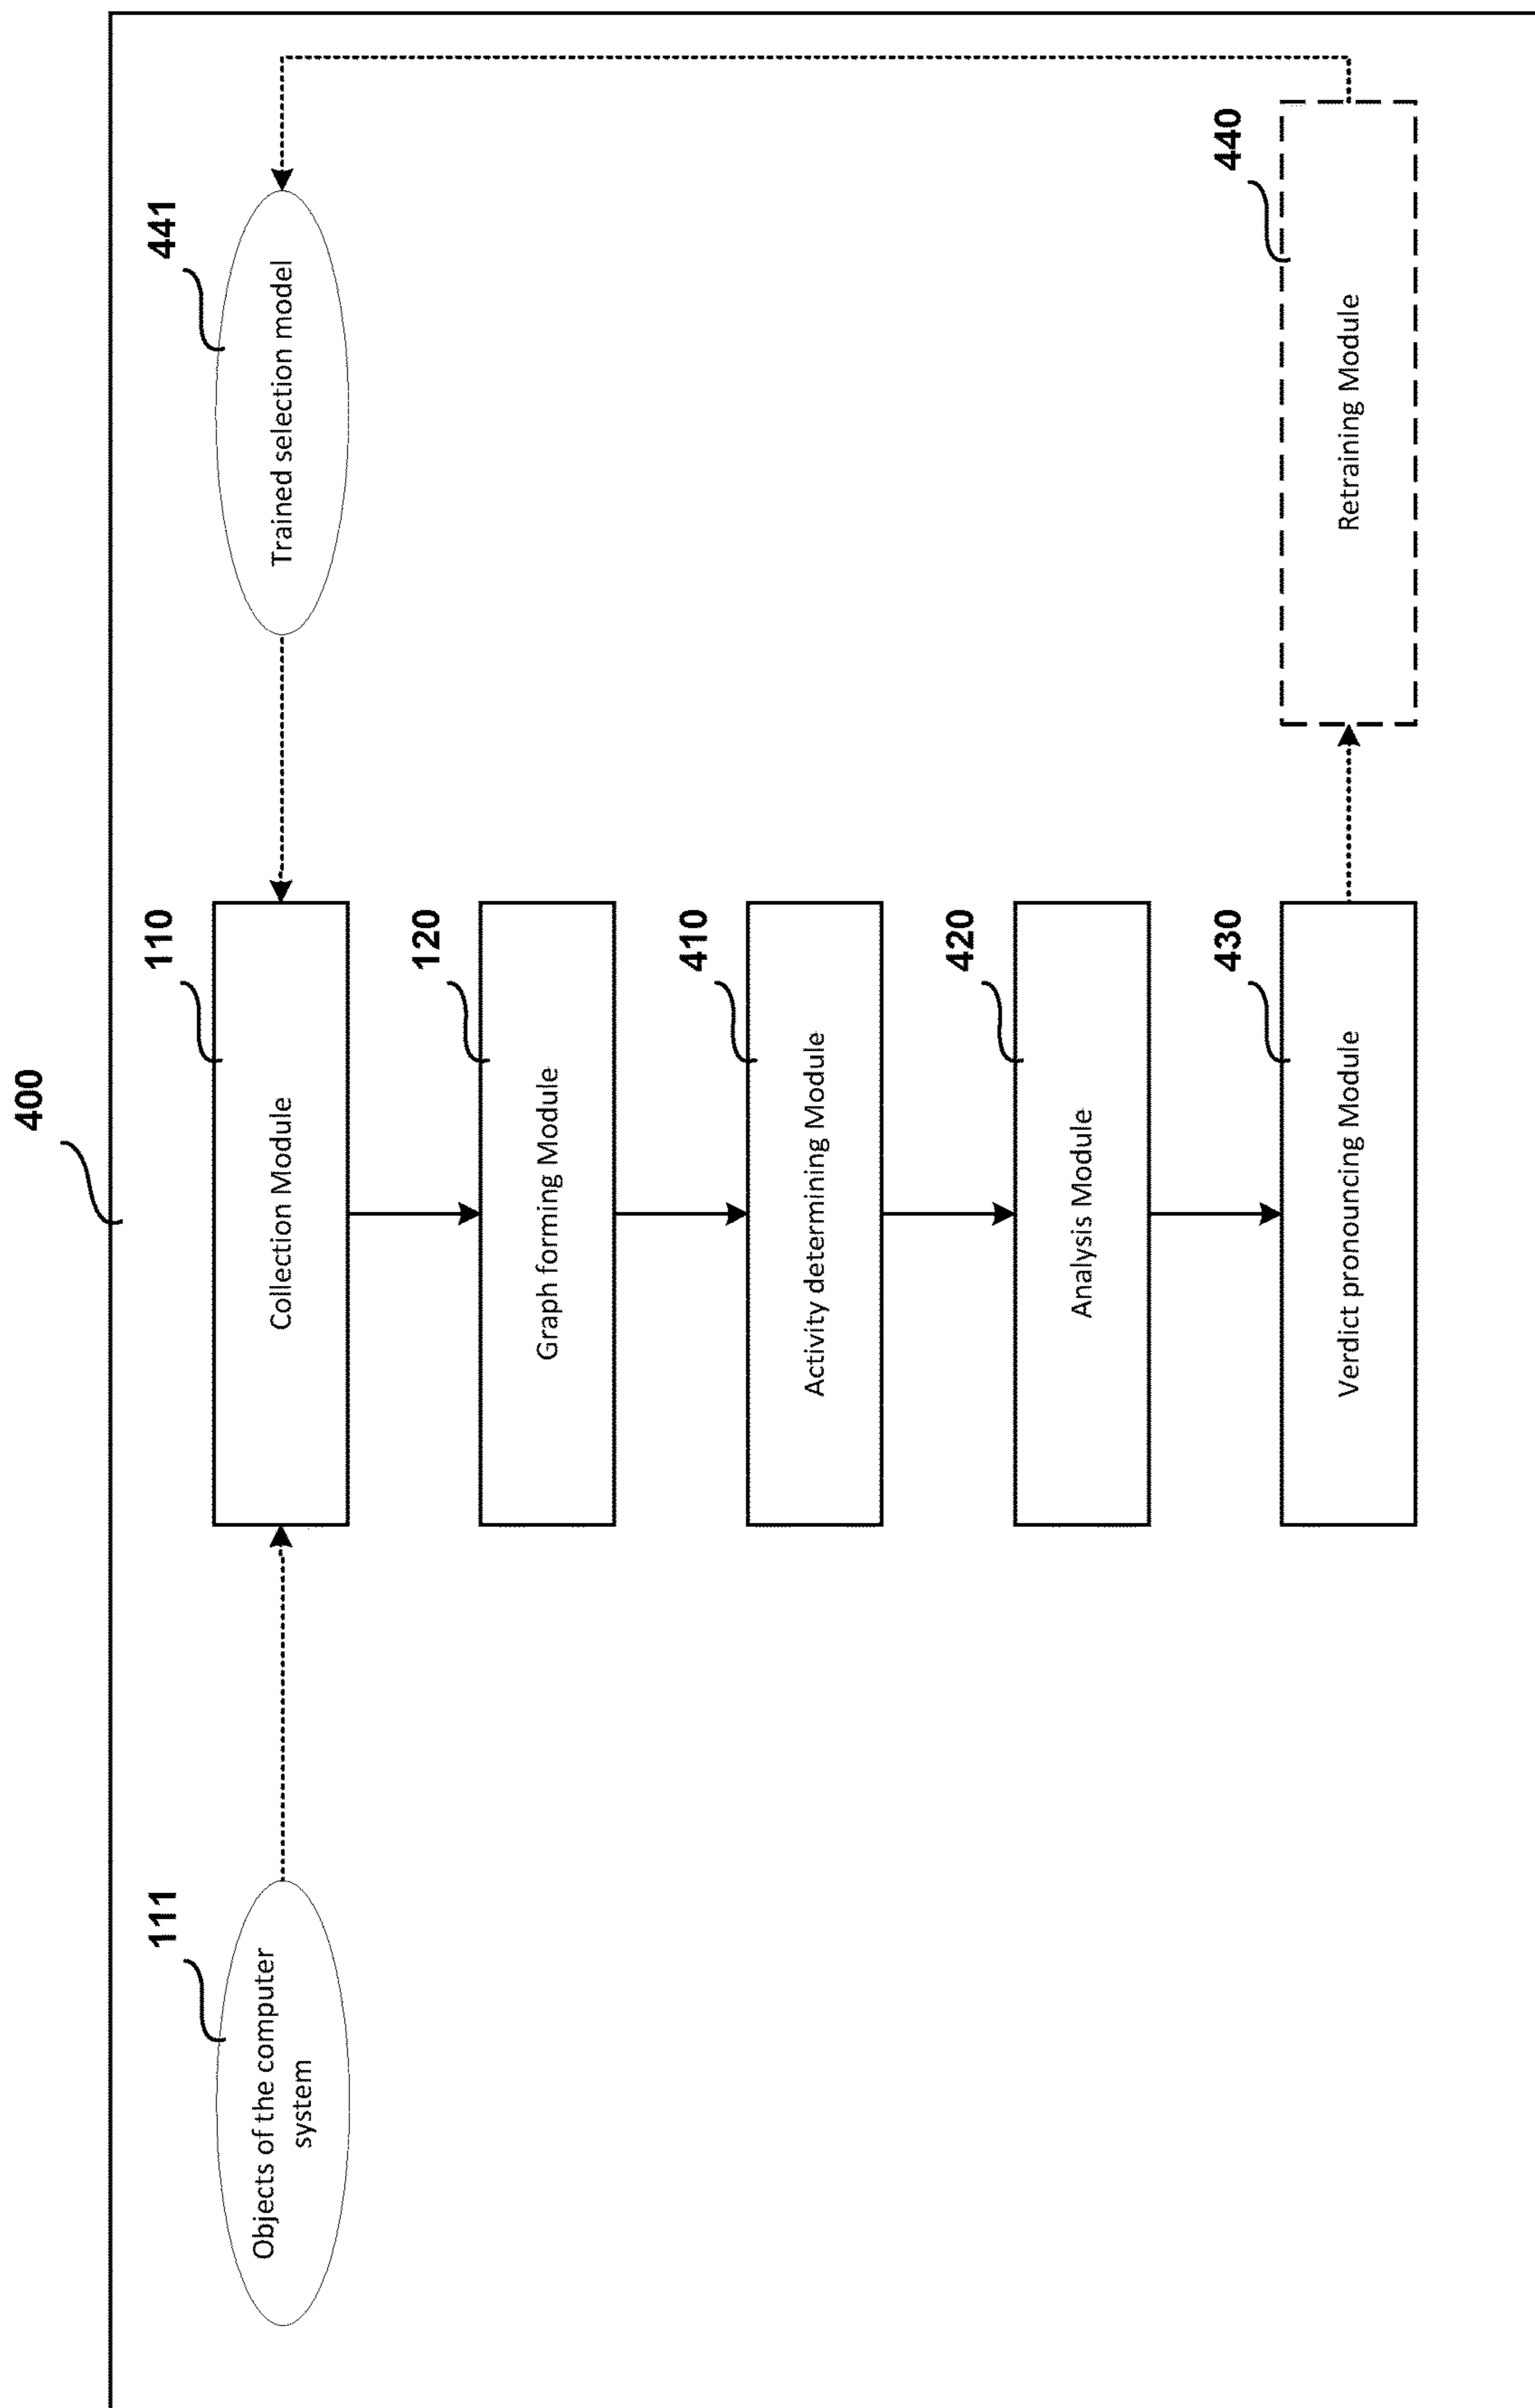 400
111
Objects of the computer
system
110
Collection Module
441
Trained selection model
120
Graph forming Module
410
Activity determining Module
420
Analysis Module
430
Verdict pronouncing Module
440
Retraining Module